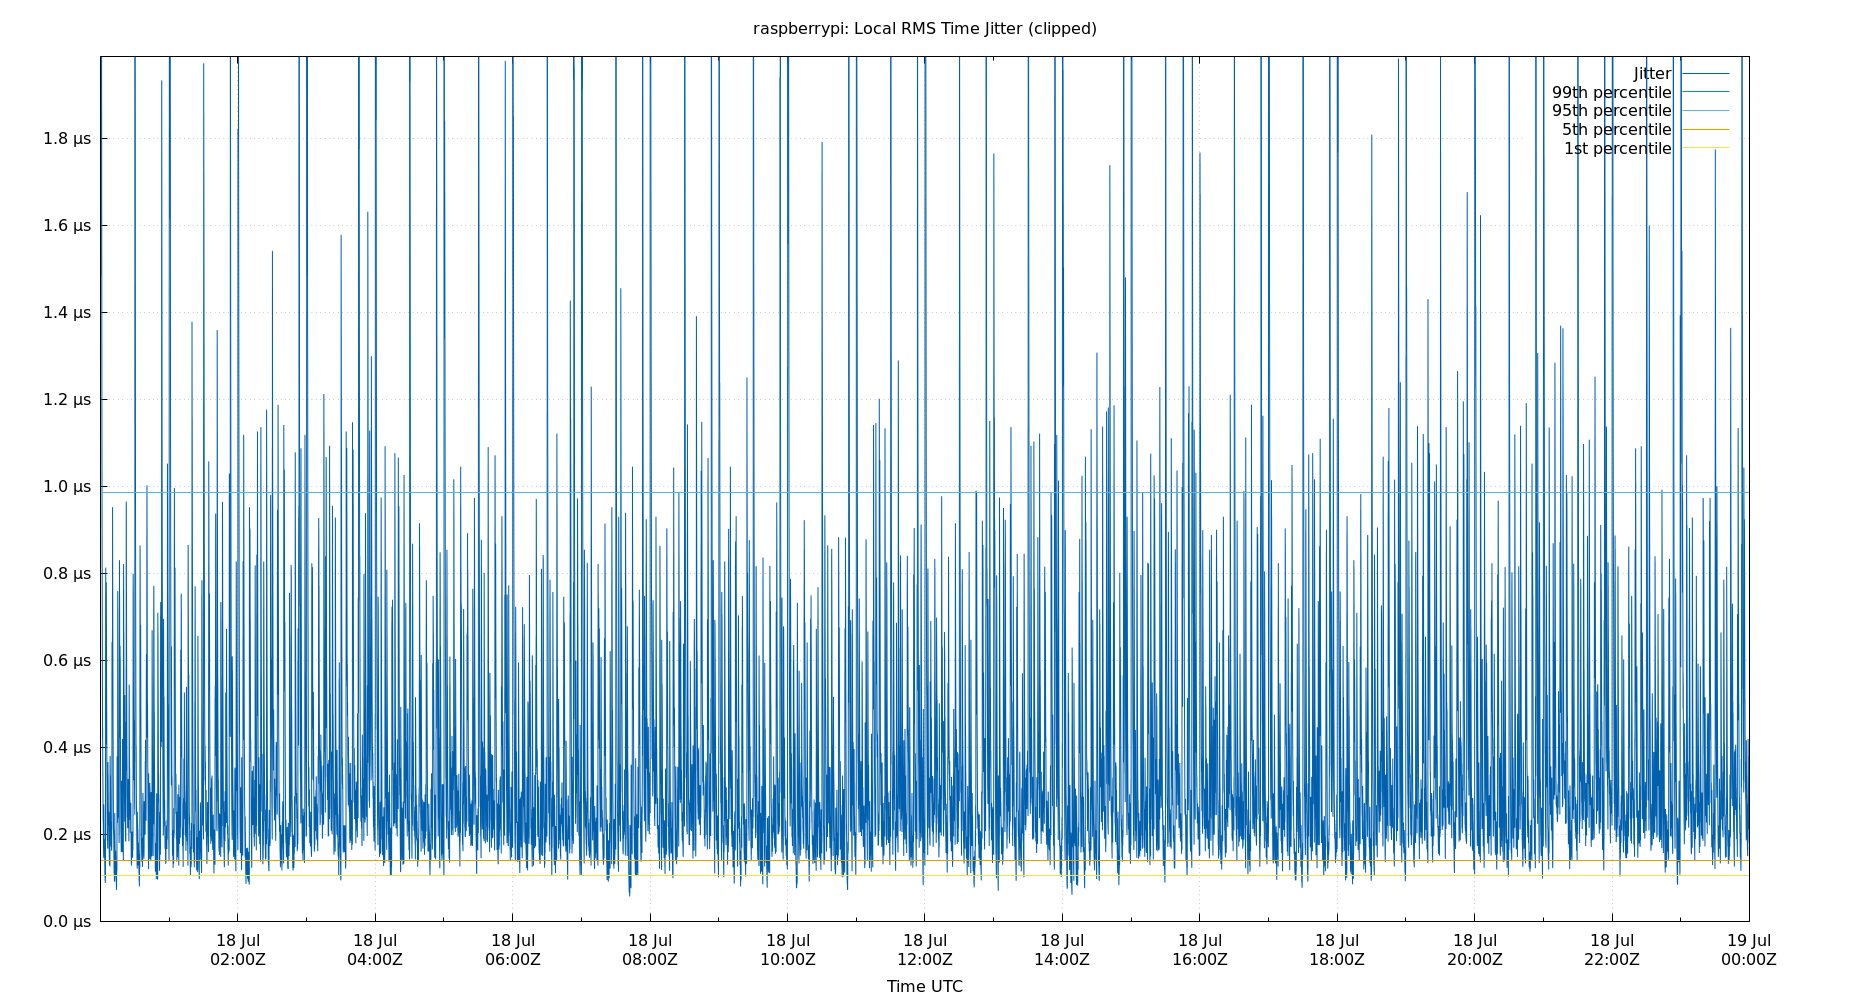 raspberrypi: Local RMS Time Jitter (clipped)
Jitter
99th percentile
95th percentile
5th percentile
1st percentile
1.8 µs
1.6 µs
1.4 µs
1.2 µs
1.0 µs
0.8 µs
0.6 µs
0.4 µs
0.2 µs
0.0 µs
18 Jul 18 Jul 18 Jul 18 Jul 18 Jul 18 Jul 18 Jul 18 Jul 18 Jul 18 Jul 18 Jul 19 Jul
02:00Z 04:00Z 06:00Z 08:00Z 10:00Z 12:00Z 14:00Z 16:00Z 18:00Z 20:00Z 22:00Z 00:00Z
Time UTC